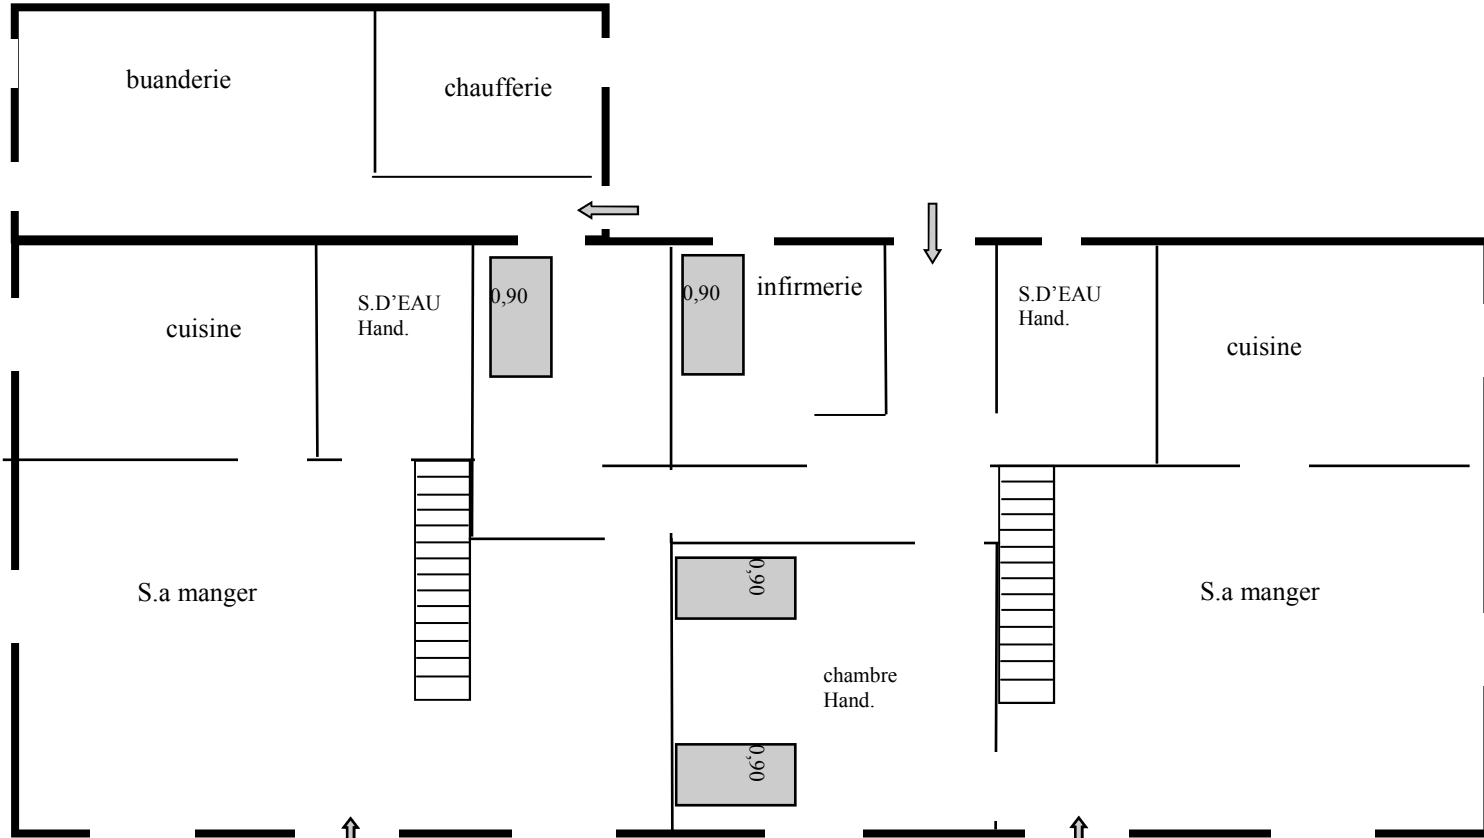 buanderie
chaufferie
cuisine
S.D’EAU
Hand.
0,90
0,90
infirmerie
S.D’EAU
Hand.
cuisine
S.a manger
0,90
chambre
Hand.
0,90
S.a manger